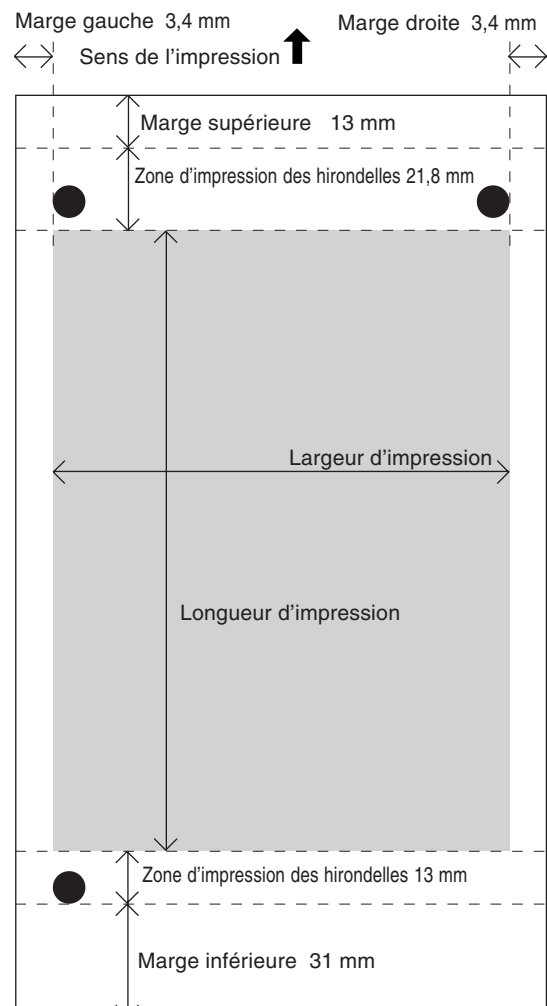 Marge gauche 3,4 mm
Marge droite 3,4 mm
Sens de l’impression
Marge supérieure 13 mm
Zone d’impression des hirondelles 21,8 mm
Largeur d’impression
Longueur d’impression
Zone d’impression des hirondelles 13 mm
Marge inférieure 31 mm